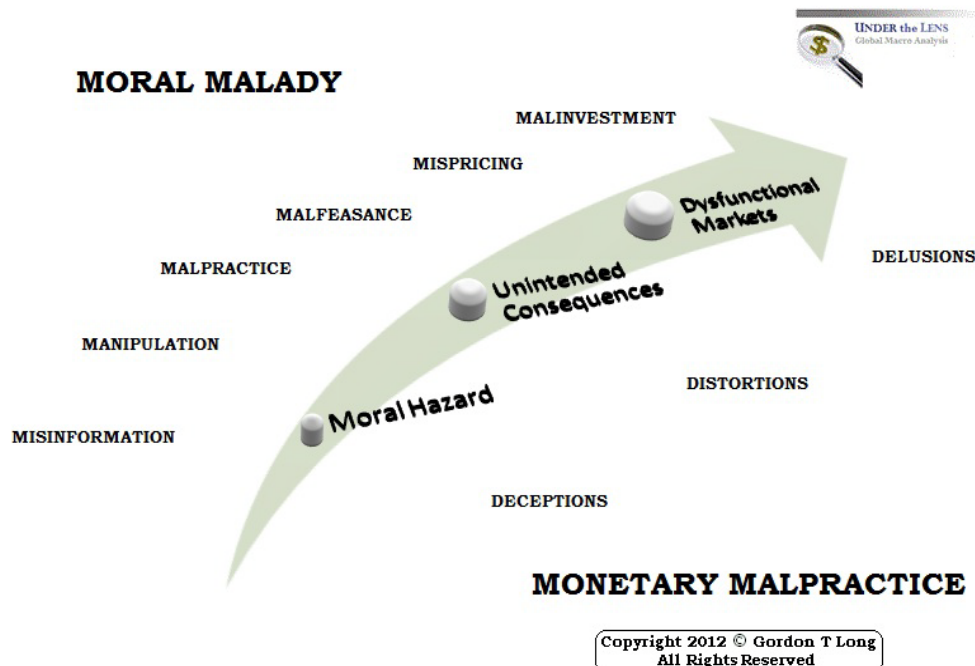 UNDER the LENS
Global Macro Analysis
MORAL MALADY
MALINVESTMENT
MISPRICING
MALFEASANCE
MALPRACTICE
MANIPULATION
MISINFORMATION
Dysfunctional
Markets
Unintended
Consequences
Moral Hazard
DELUSIONS
DISTORTIONS
DECEPTIONS
MONETARY MALPRACTICE
Copyright 2012 © Gordon T Long
All Rights Reserved